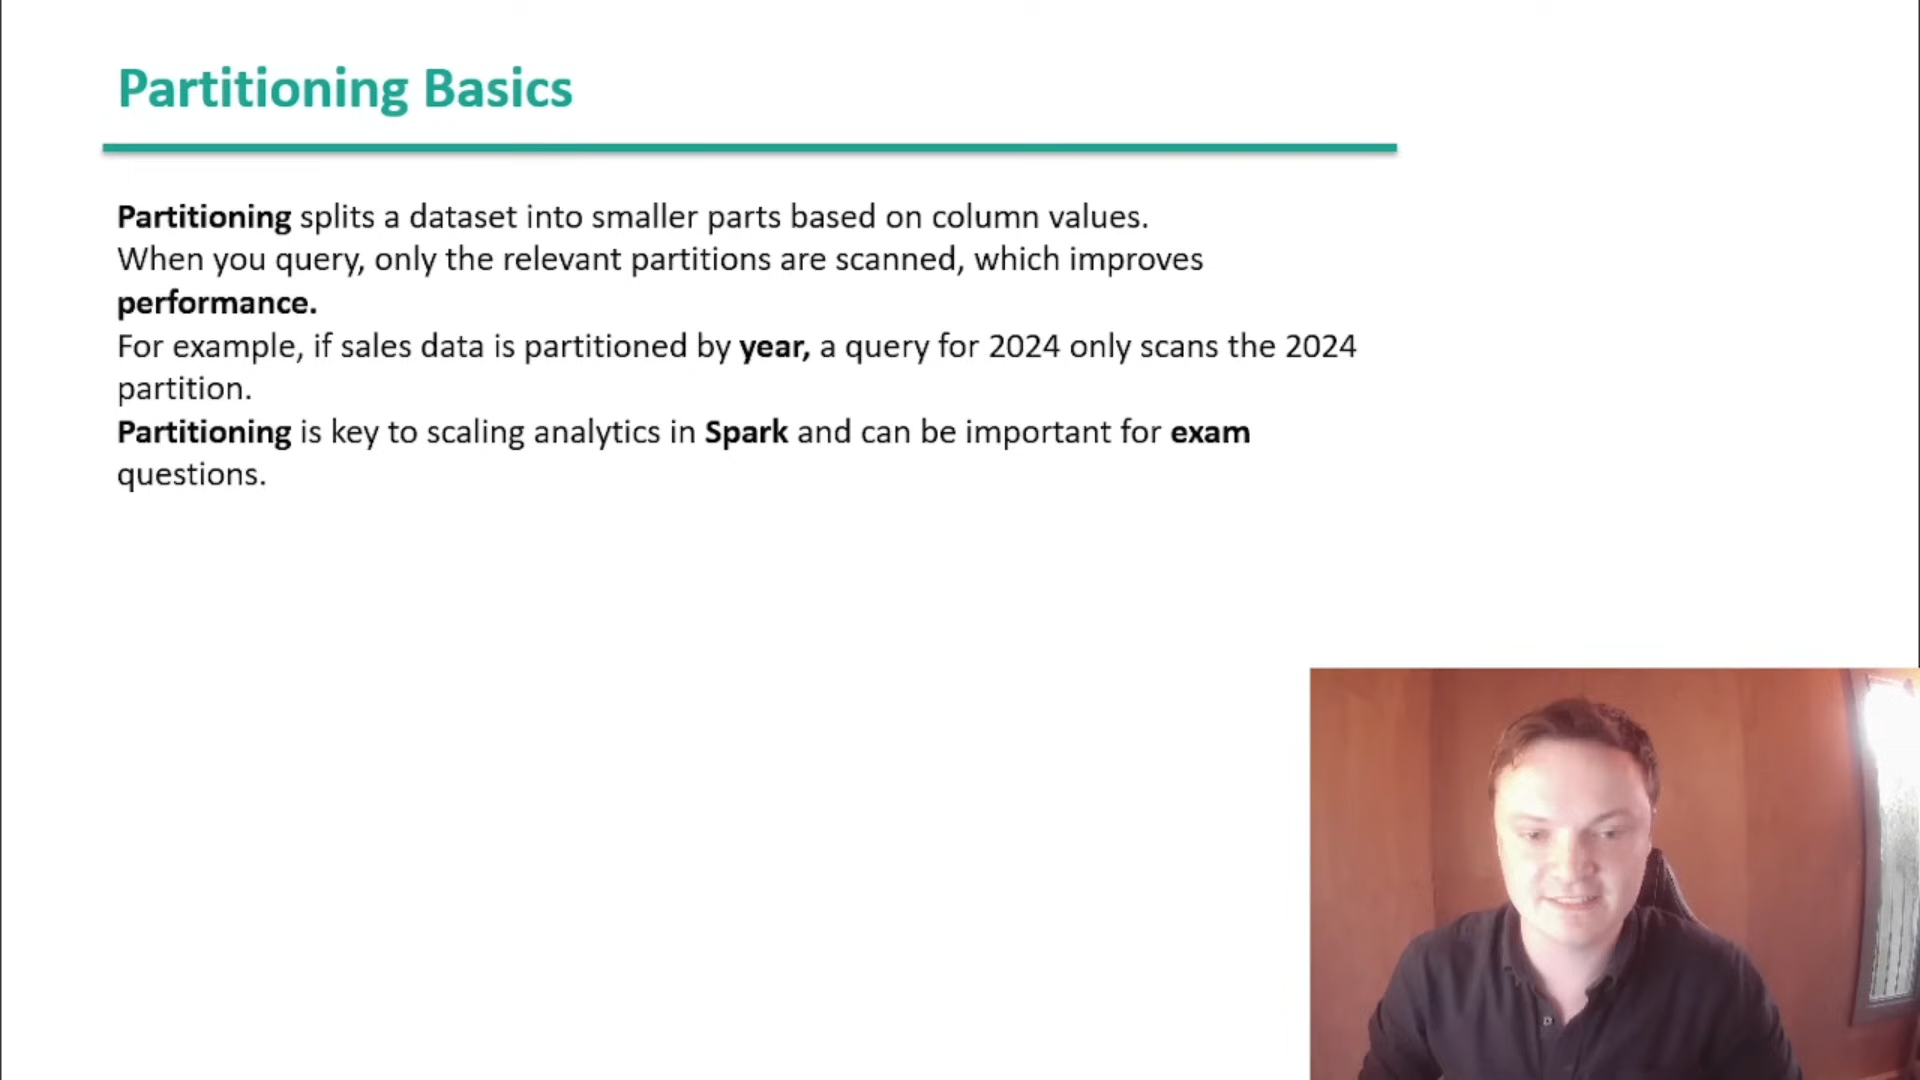 Partitioning Basics
Partitioning splits a dataset into smaller parts based on column values.
When you query, only the relevant partitions are scanned, which improves
performance.
For example, if sales data is partitioned by year, a query for 2024 only scans the 2024
partition.
Partitioning is key to scaling analytics in Spark and can be important for exam
questions.